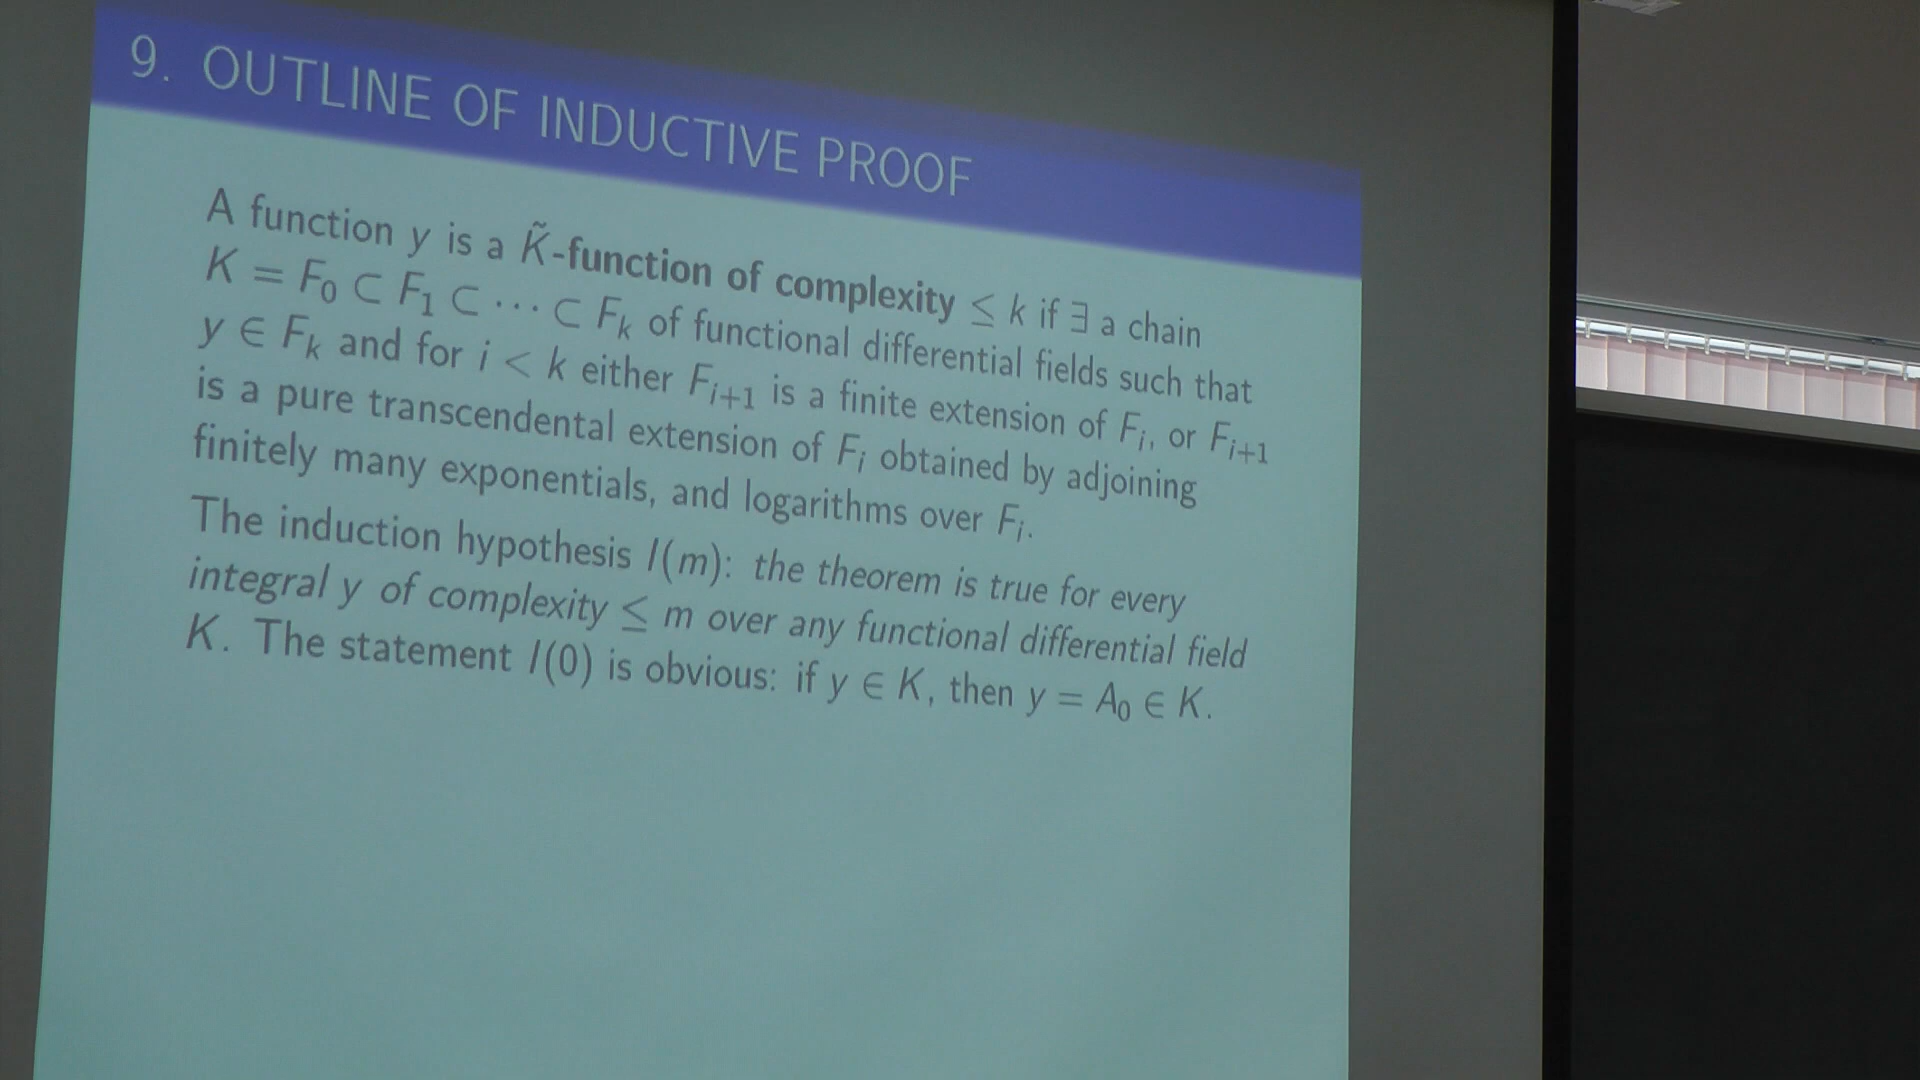 9. OUTLINE OF INDUCTIVE PROOF
A function y is a K̃-function of complexity ≤ k if ∃ a chain
K = F₀ ⊂ F₁ ⊂ ⋯ ⊂ Fₖ of functional differential fields such that
y ∈ Fₖ and for i < k either Fᵢ₊₁ is a finite extension of Fᵢ, or Fᵢ₊₁
is a pure transcendental extension of Fᵢ obtained by adjoining
finitely many exponentials, and logarithms over Fᵢ.
The induction hypothesis I(m): the theorem is true for every
integral y of complexity ≤ m over any functional differential field
K. The statement I(0) is obvious: if y ∈ K, then y = A₀ ∈ K.